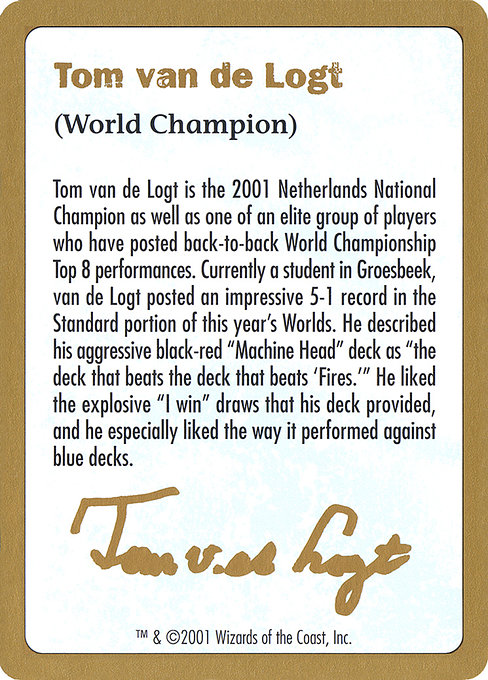 Tom van de Logt
(World Champion)
Tom van de Logt is the 2001 Netherlands National
Champion as well as one of an elite group of players
who have posted back-to-back World Championship
Top 8 performances. Currently a student in Groesbeek,
van de Logt posted an impressive 5-1 record in the
Standard portion of this year's Worlds. He described
his aggressive black-red “Machine Head” deck as “the
deck that beats the deck that beats ‘Fires.’” He liked
the explosive “I win” draws that his deck provided,
and he especially liked the way it performed against
blue decks.
Tom v.de Logt
™ & ©2001 Wizards of the Coast, Inc.